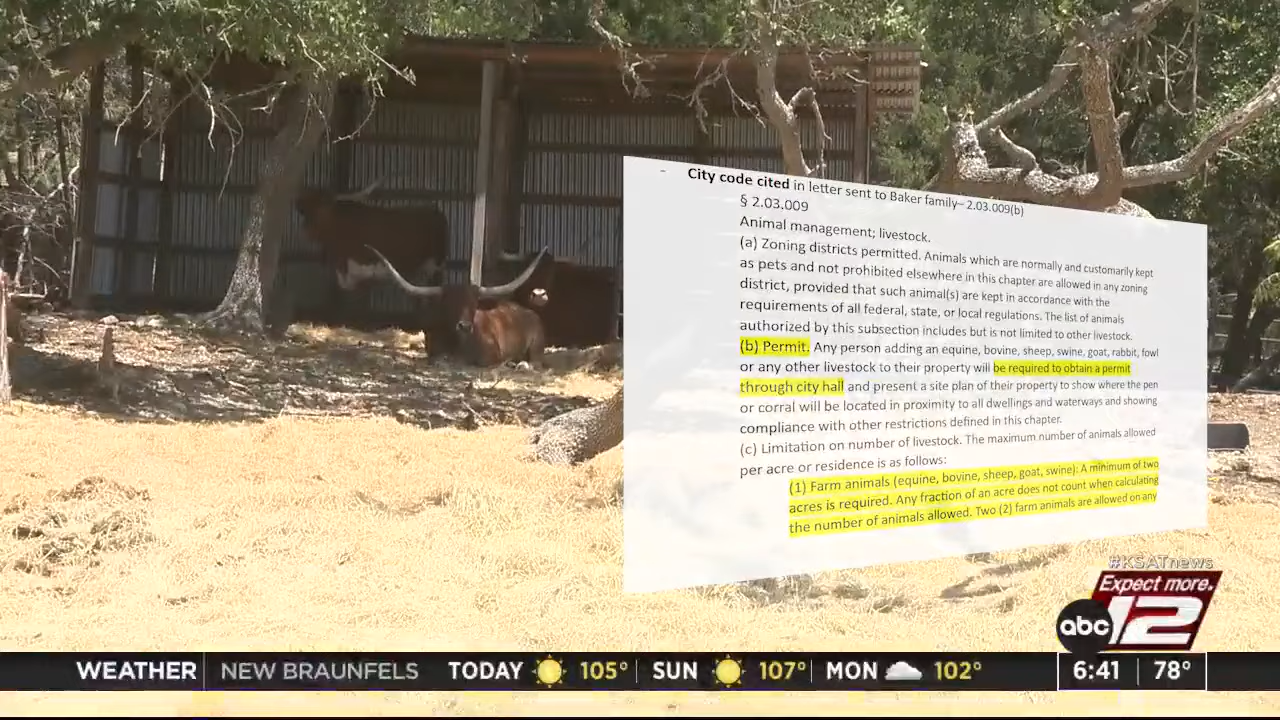 City code cited in letter sent to Baker family– 2.03.009(b)
§ 2.03.009
Animal management; livestock.
(a) Zoning districts permitted. Animals which are normally and customarily kept
as pets and not prohibited elsewhere in this chapter are allowed in any zoning
district, provided that such animal(s) are kept in accordance with the
requirements of all federal, state, or local regulations. The list of animals
authorized by this subsection includes but is not limited to other livestock.
(b) Permit. Any person adding an equine, bovine, sheep, swine, goat, rabbit, fowl
or any other livestock to their property will be required to obtain a permit
through city hall and present a site plan of their property to show where the pen
or corral will be located in proximity to all dwellings and waterways and showing
compliance with other restrictions defined in this chapter.
(c) Limitation on number of livestock. The maximum number of animals allowed
per acre or residence is as follows:
(1) Farm animals (equine, bovine, sheep, goat, swine): A minimum of two
acres is required. Any fraction of an acre does not count when calculating
the number of animals allowed. Two (2) farm animals are allowed on any
#KSATnews
Expect more.
abc 12
WEATHER NEW BRAUNFELS TODAY 105° SUN 107° MON 102° 6:41 78°